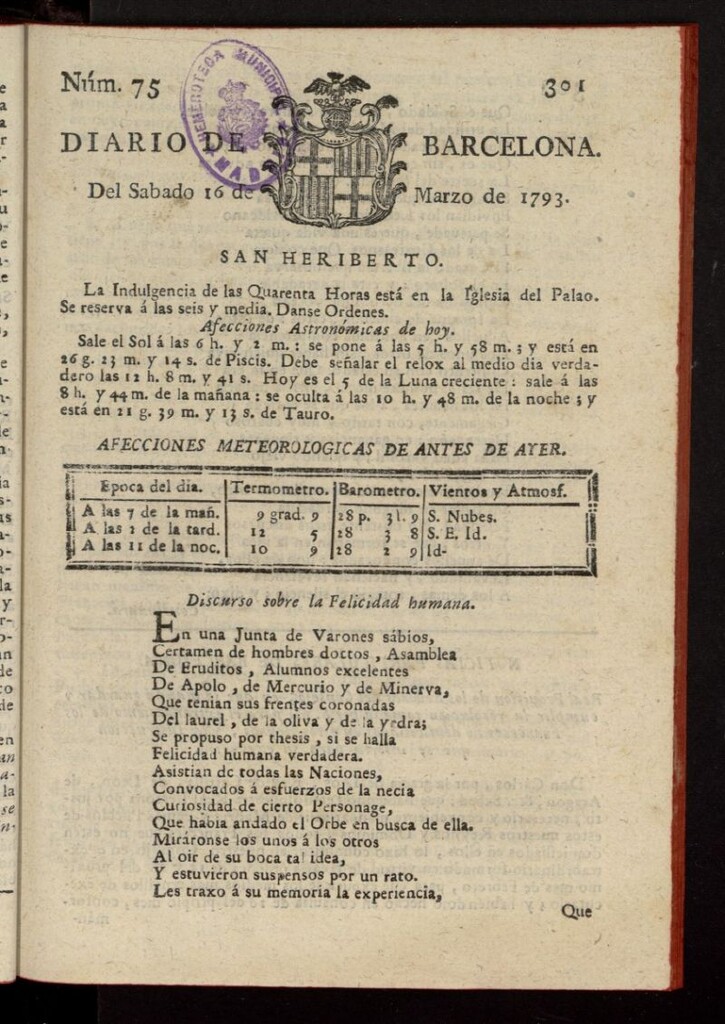 Núm. 75
301
HEMEROTECA MUNICIPAL
MAD
DIARIO DE BARCELONA.
Del Sabado 16 de Marzo de 1793.
SAN HERIBERTO.
La Indulgencia de las Quarenta Horas está en la Iglesia del Palao.
Se reserva á las seis y media. Danse Ordenes.
Afecciones Astronómicas de hoy.
Sale el Sol á las 6 h. y 2 m. : se pone á las 5 h. y 58 m. ; y está en
26 g. 23 m. y 14 s. de Piscis. Debe señalar el relox al medio dia verda-
dero las 12 h. 8 m. y 41 s. Hoy es el 5 de la Luna creciente : sale á las
8 h. y 44 m. de la mañana : se oculta á las 10 h. y 48 m. de la noche ; y
está en 21 g. 39 m. y 13 s. de Tauro.
AFECCIONES METEOROLOGICAS DE ANTES DE AYER.
Epoca del dia. Termometro. Barometro. Vientos y Atmosf.
A las 7 de la mañ. 9 grad. 9 28 p. 3 l. 9 S. Nubes.
A las 2 de la tard. 12 5 28 3 8 S. E. Id.
A las 11 de la noc. 10 9 28 2 9 Id-
Discurso sobre la Felicidad humana.
En una Junta de Varones sábios,
Certamen de hombres doctos , Asamblea
De Eruditos , Alumnos excelentes
De Apolo , de Mercurio y de Minerva,
Que tenian sus frentes coronadas
Del laurel , de la oliva y de la yedra;
Se propuso por thesis , si se halla
Felicidad humana verdadera.
Asistian de todas las Naciones,
Convocados á esfuerzos de la necia
Curiosidad de cierto Personage,
Que habia andado el Orbe en busca de ella.
Miráronse los unos á los otros
Al oir de su boca tal idea,
Y estuvieron suspensos por un rato.
Les traxo á su memoria la experiencia,
Que